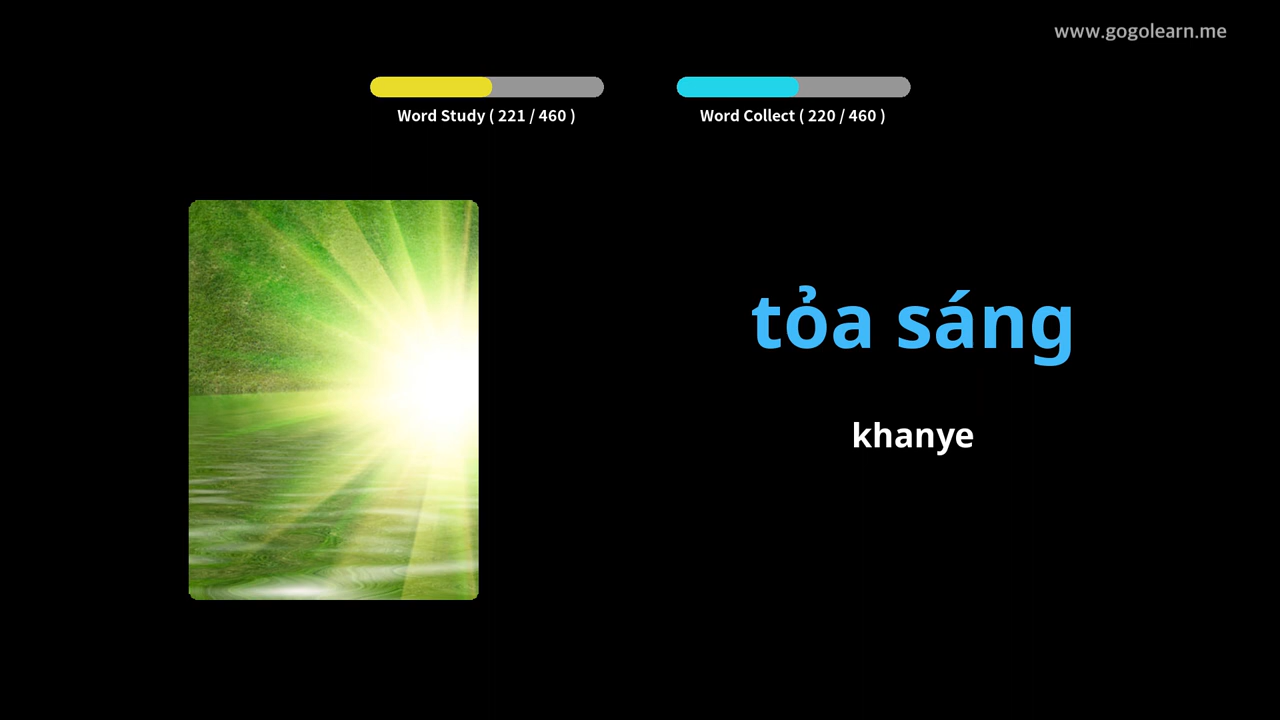 www.gogolearn.me
Word Study ( 221 / 460 )
Word Collect ( 220 / 460 )
tỏa sáng
khanye